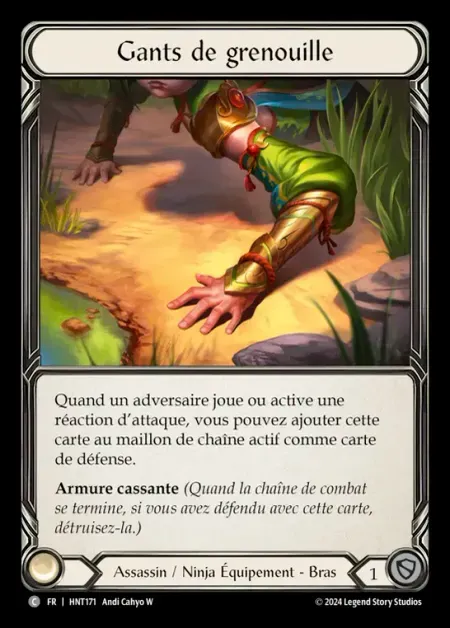 Gants de grenouille
Quand un adversaire joue ou active une
réaction d'attaque, vous pouvez ajouter cette
carte au maillon de chaîne actif comme carte
de défense.
Armure cassante (Quand la chaîne de combat
se termine, si vous avez défendu avec cette carte,
détruisez-la.)
Assassin / Ninja Équipement - Bras
1
C FR | HNT171 Andi Cahyo W
© 2024 Legend Story Studios